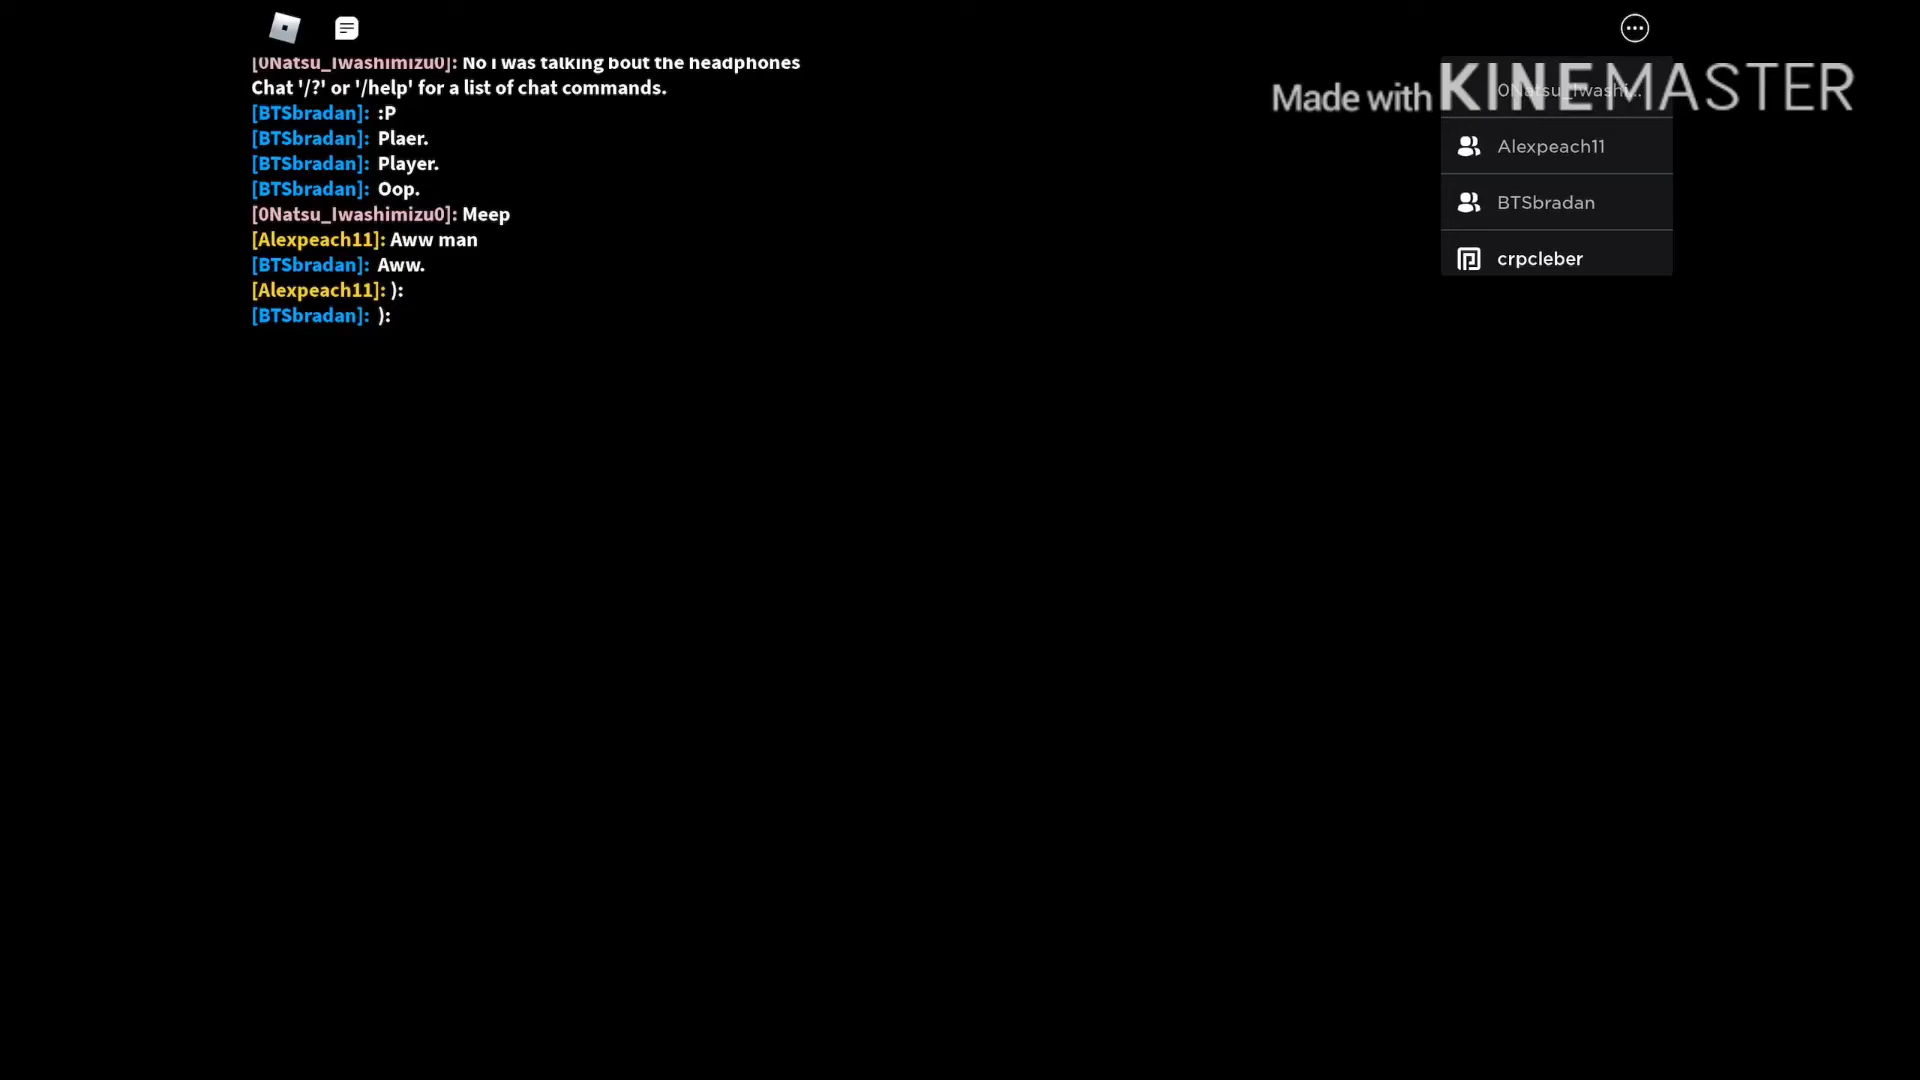 [0Natsu_Iwashimizu0]: No i was talking bout the headphones
Chat '/?' or '/help' for a list of chat commands.
[BTSbradan]: :P
[BTSbradan]: Plaer.
[BTSbradan]: Player.
[BTSbradan]: Oop.
[0Natsu_Iwashimizu0]: Meep
[Alexpeach11]: Aww man
[BTSbradan]: Aww.
[Alexpeach11]: ):
[BTSbradan]: ):
Made with KINEMASTER
0Natsu_Iwashi...
Alexpeach11
BTSbradan
crpcleber